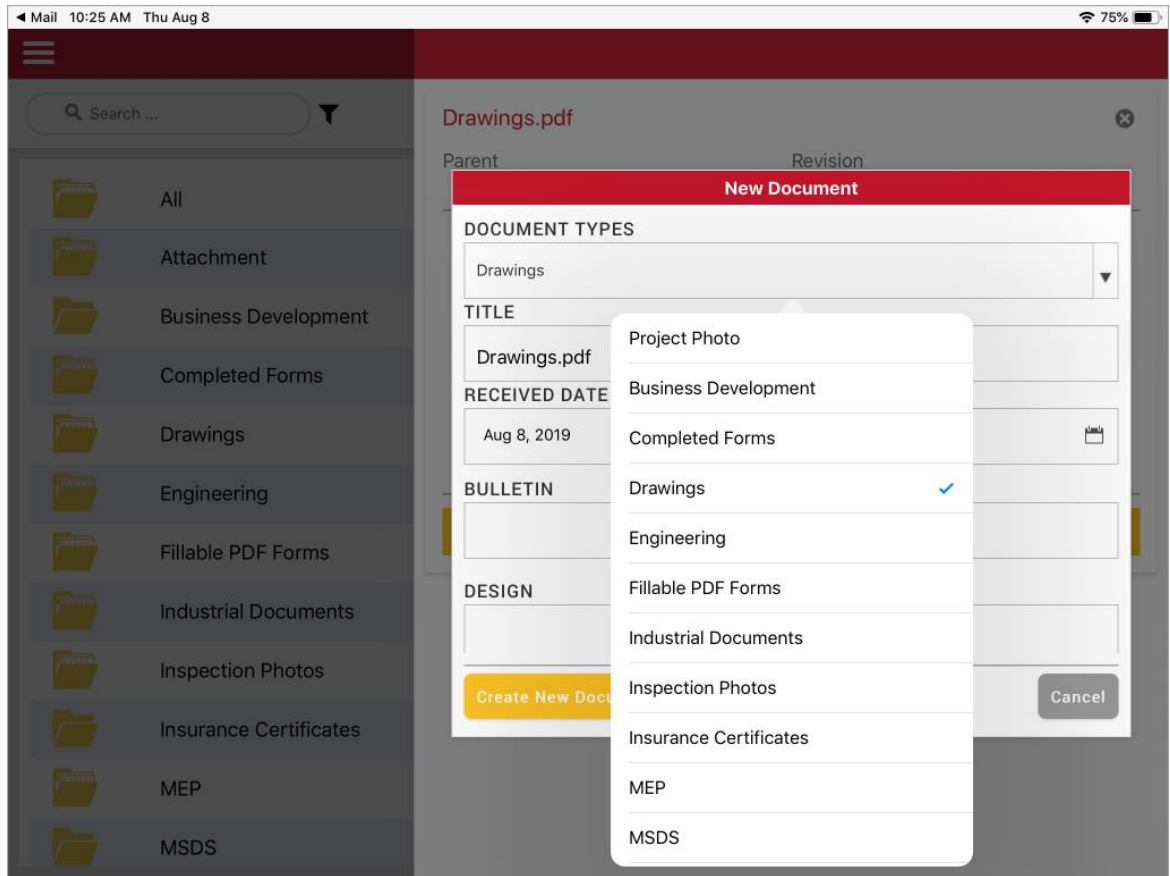 Mail 10:25 AM Thu Aug 8 75%
Search ...
All
Attachment
Business Development
Completed Forms
Drawings
Engineering
Fillable PDF Forms
Industrial Documents
Inspection Photos
Insurance Certificates
MEP
MSDS
Drawings.pdf
Parent Revision
New Document
DOCUMENT TYPES
Drawings
TITLE
Drawings.pdf
RECEIVED DATE
Aug 8, 2019
BULLETIN
DESIGN
Create New Docu
Cancel
Project Photo
Business Development
Completed Forms
Drawings
Engineering
Fillable PDF Forms
Industrial Documents
Inspection Photos
Insurance Certificates
MEP
MSDS